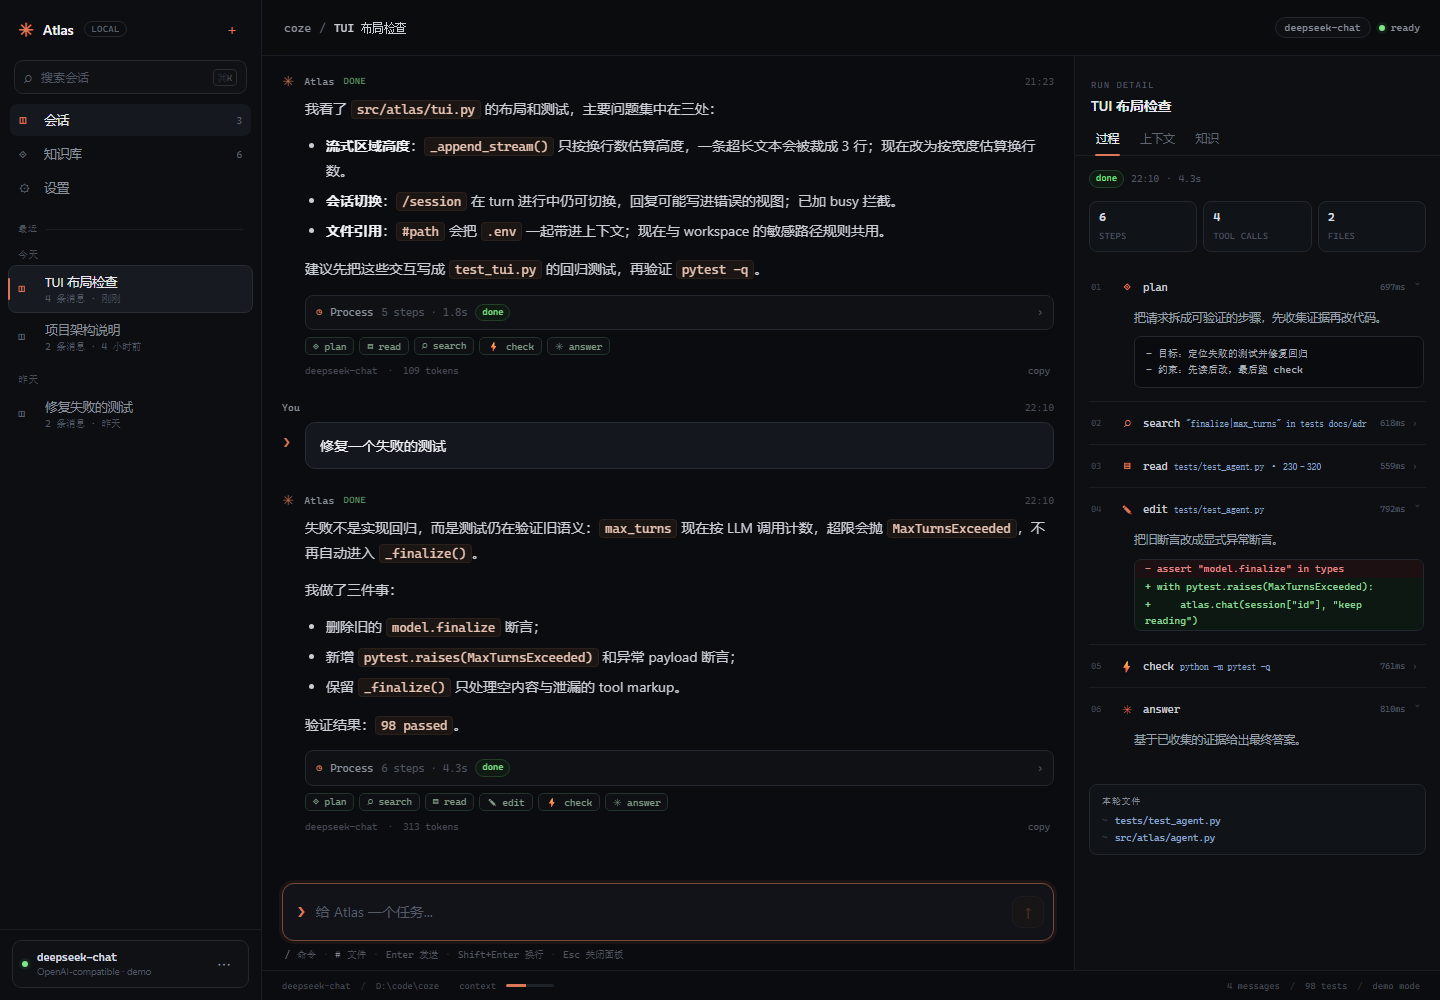 Atlas LOCAL +
搜索会话 ⌘K
会话 3
知识库 6
设置
最近
今天
TUI 布局检查
4 条消息 · 刚刚
项目架构说明
2 条消息 · 4 小时前
昨天
修复失败的测试
2 条消息 · 昨天
deepseek-chat
OpenAI-compatible · demo
···
coze / TUI 布局检查
deepseek-chat ready
Atlas DONE 21:23
我看了 src/atlas/tui.py 的布局和测试，主要问题集中在三处：
• 流式区域高度：_append_stream() 只按换行数估算高度，一条超长文本会被裁成 3 行；现在改为按宽度估算换行
数。
• 会话切换：/session 在 turn 进行中仍可切换，回复可能写进错误的视图；已加 busy 拦截。
• 文件引用：#path 会把 .env 一起带进上下文；现在与 workspace 的敏感路径规则共用。
建议先把这些交互写成 test_tui.py 的回归测试，再验证 pytest -q。
Process 5 steps · 1.8s done ›
plan read search check answer
deepseek-chat · 109 tokens copy
You 22:10
❯ 修复一个失败的测试
Atlas DONE 22:10
失败不是实现回归，而是测试仍在验证旧语义：max_turns 现在按 LLM 调用计数，超限会抛 MaxTurnsExceeded，不
再自动进入 _finalize()。
我做了三件事：
• 删除旧的 model.finalize 断言；
• 新增 pytest.raises(MaxTurnsExceeded) 和异常 payload 断言；
• 保留 _finalize() 只处理空内容与泄漏的 tool markup。
验证结果：98 passed。
Process 6 steps · 4.3s done ›
plan search read edit check answer
deepseek-chat · 313 tokens copy
❯ 给 Atlas 一个任务… ↑
/ 命令 · # 文件 · Enter 发送 · Shift+Enter 换行 · Esc 关闭面板
deepseek-chat / D:\code\coze context
4 messages / 98 tests / demo mode
RUN DETAIL
TUI 布局检查
过程 上下文 知识
done 22:10 · 4.3s
6 4 2
STEPS TOOL CALLS FILES
01 plan 697ms
把请求拆成可验证的步骤，先收集证据再改代码。
- 目标：定位失败的测试并修复回归
- 约束：先读后改，最后跑 check
02 search "finalize|max_turns" in tests docs/adr 618ms ›
03 read tests/test_agent.py • 230-320 559ms ›
04 edit tests/test_agent.py 792ms
把旧断言改成显式异常断言。
- assert "model.finalize" in types
+ with pytest.raises(MaxTurnsExceeded):
+ atlas.chat(session["id"], "keep
reading")
05 check python -m pytest -q 761ms ›
06 answer 810ms
基于已收集的证据给出最终答案。
本轮文件
~ tests/test_agent.py
~ src/atlas/agent.py